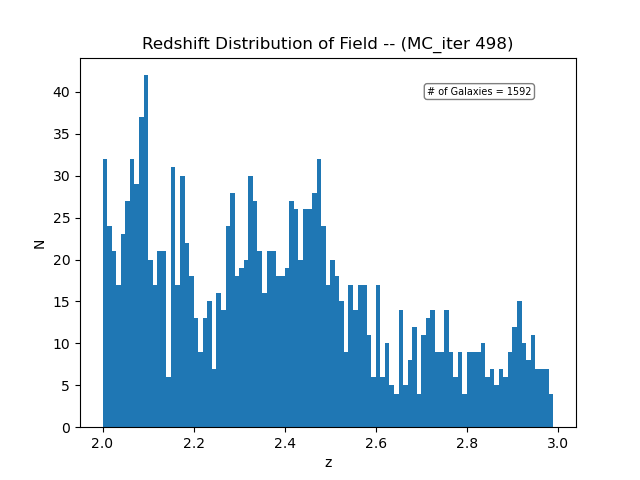 Redshift Distribution of Field -- (MC_iter 498)
# of Galaxies = 1592
40
35
30
25
20
15
10
5
0
N
2.0 2.2 2.4 2.6 2.8 3.0
z